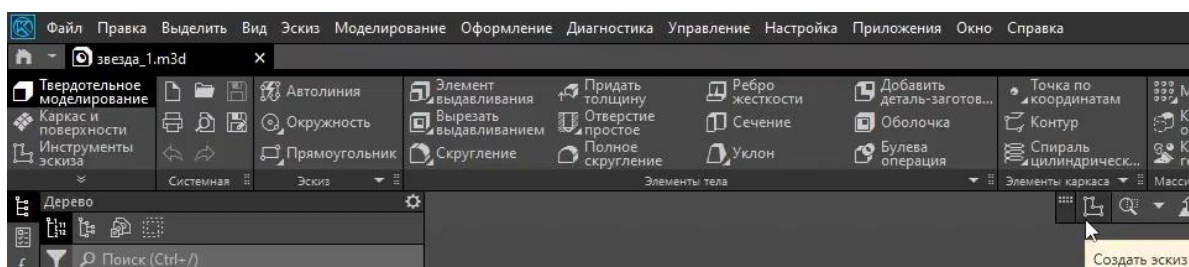 Файл Правка Выделить Вид Эскиз Моделирование Оформление Диагностика Управление Настройка Приложения Окно Справка
звезда_1.m3d
Твердотельное моделирование
Каркас и поверхности
Инструменты эскиза
Системная
Автолиния
Окружность
Прямоугольник
Эскиз
Элемент выдавливания
Вырезать выдавливанием
Скругление
Придать толщину
Отверстие простое
Полное скругление
Ребро жесткости
Сечение
Уклон
Добавить деталь-заготов...
Оболочка
Булева операция
Элементы тела
Точка по координатам
Контур
Спираль цилиндрическ...
Элементы каркаса
Масси
Дерево
Поиск (Ctrl+/)
Создать эскиз